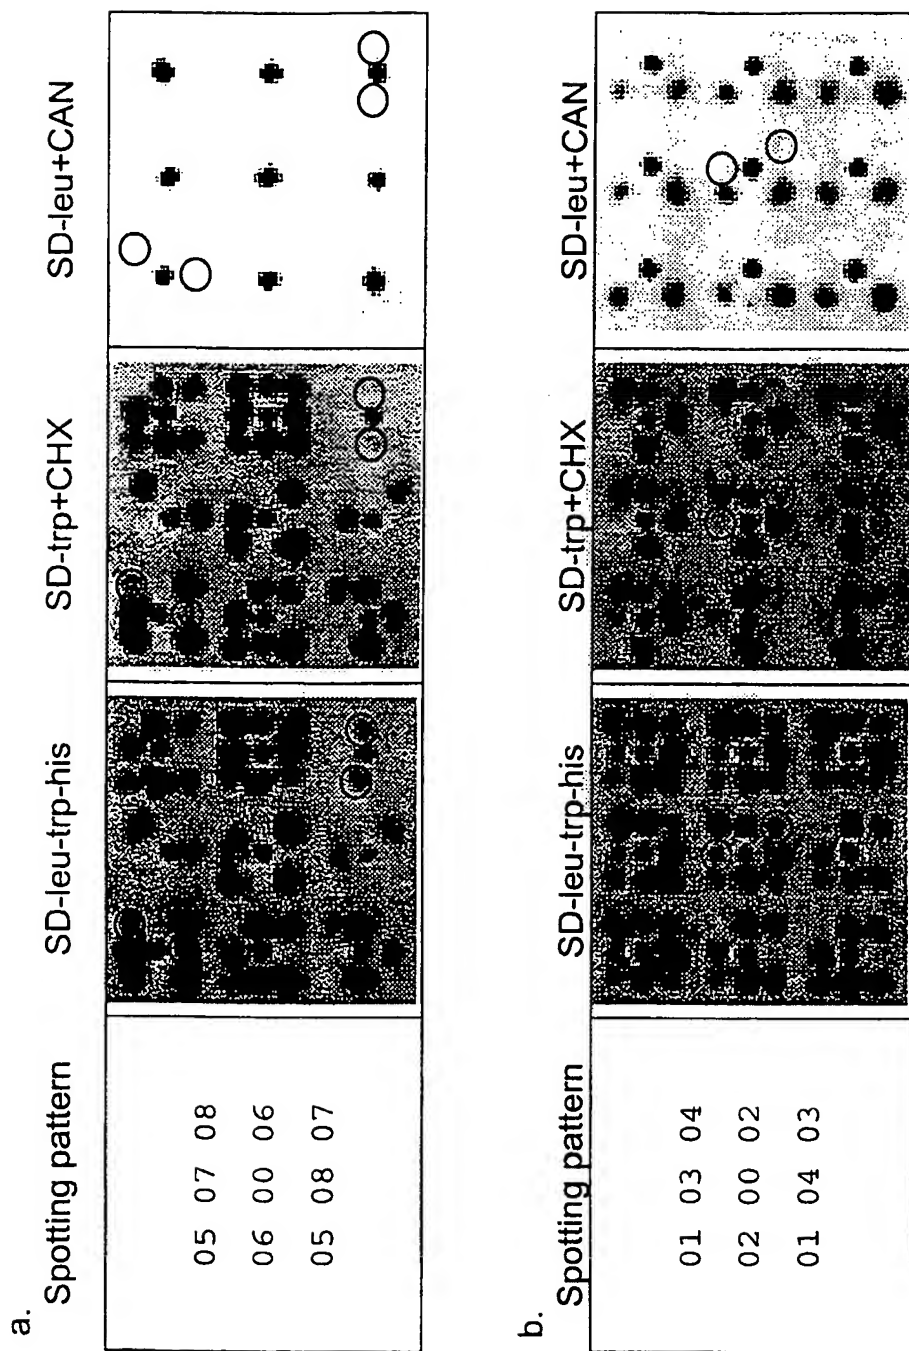 a.
Spotting pattern SD-leu-trp-his SD-trp+CHX SD-leu+CAN
05 07 08
06 00 06
05 08 07
b.
Spotting pattern SD-leu-trp-his SD-trp+CHX SD-leu+CAN
01 03 04
02 00 02
01 04 03